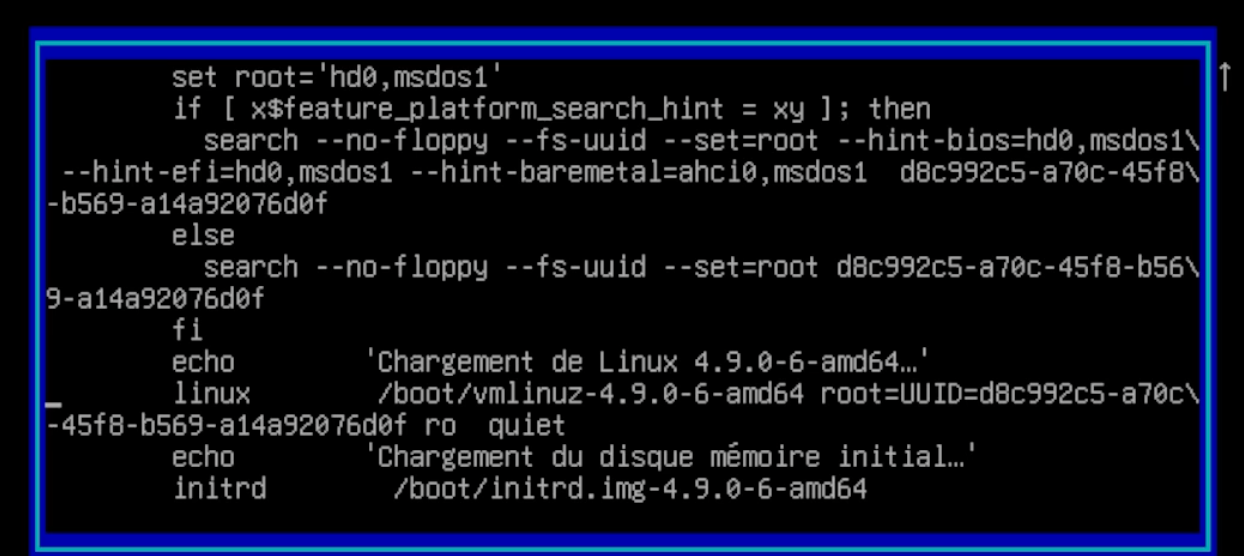 set root='hd0,msdos1'
if [ x$feature_platform_search_hint = xy ]; then
search --no-floppy --fs-uuid --set=root --hint-bios=hd0,msdos1\
--hint-efi=hd0,msdos1 --hint-baremetal=ahci0,msdos1  d8c992c5-a70c-45f8\
-b569-a14a92076d0f
else
search --no-floppy --fs-uuid --set=root d8c992c5-a70c-45f8-b56\
9-a14a92076d0f
fi
echo 'Chargement de Linux 4.9.0-6-amd64…'
linux /boot/vmlinuz-4.9.0-6-amd64 root=UUID=d8c992c5-a70c\
-45f8-b569-a14a92076d0f ro  quiet
echo 'Chargement du disque mémoire initial…'
initrd /boot/initrd.img-4.9.0-6-amd64